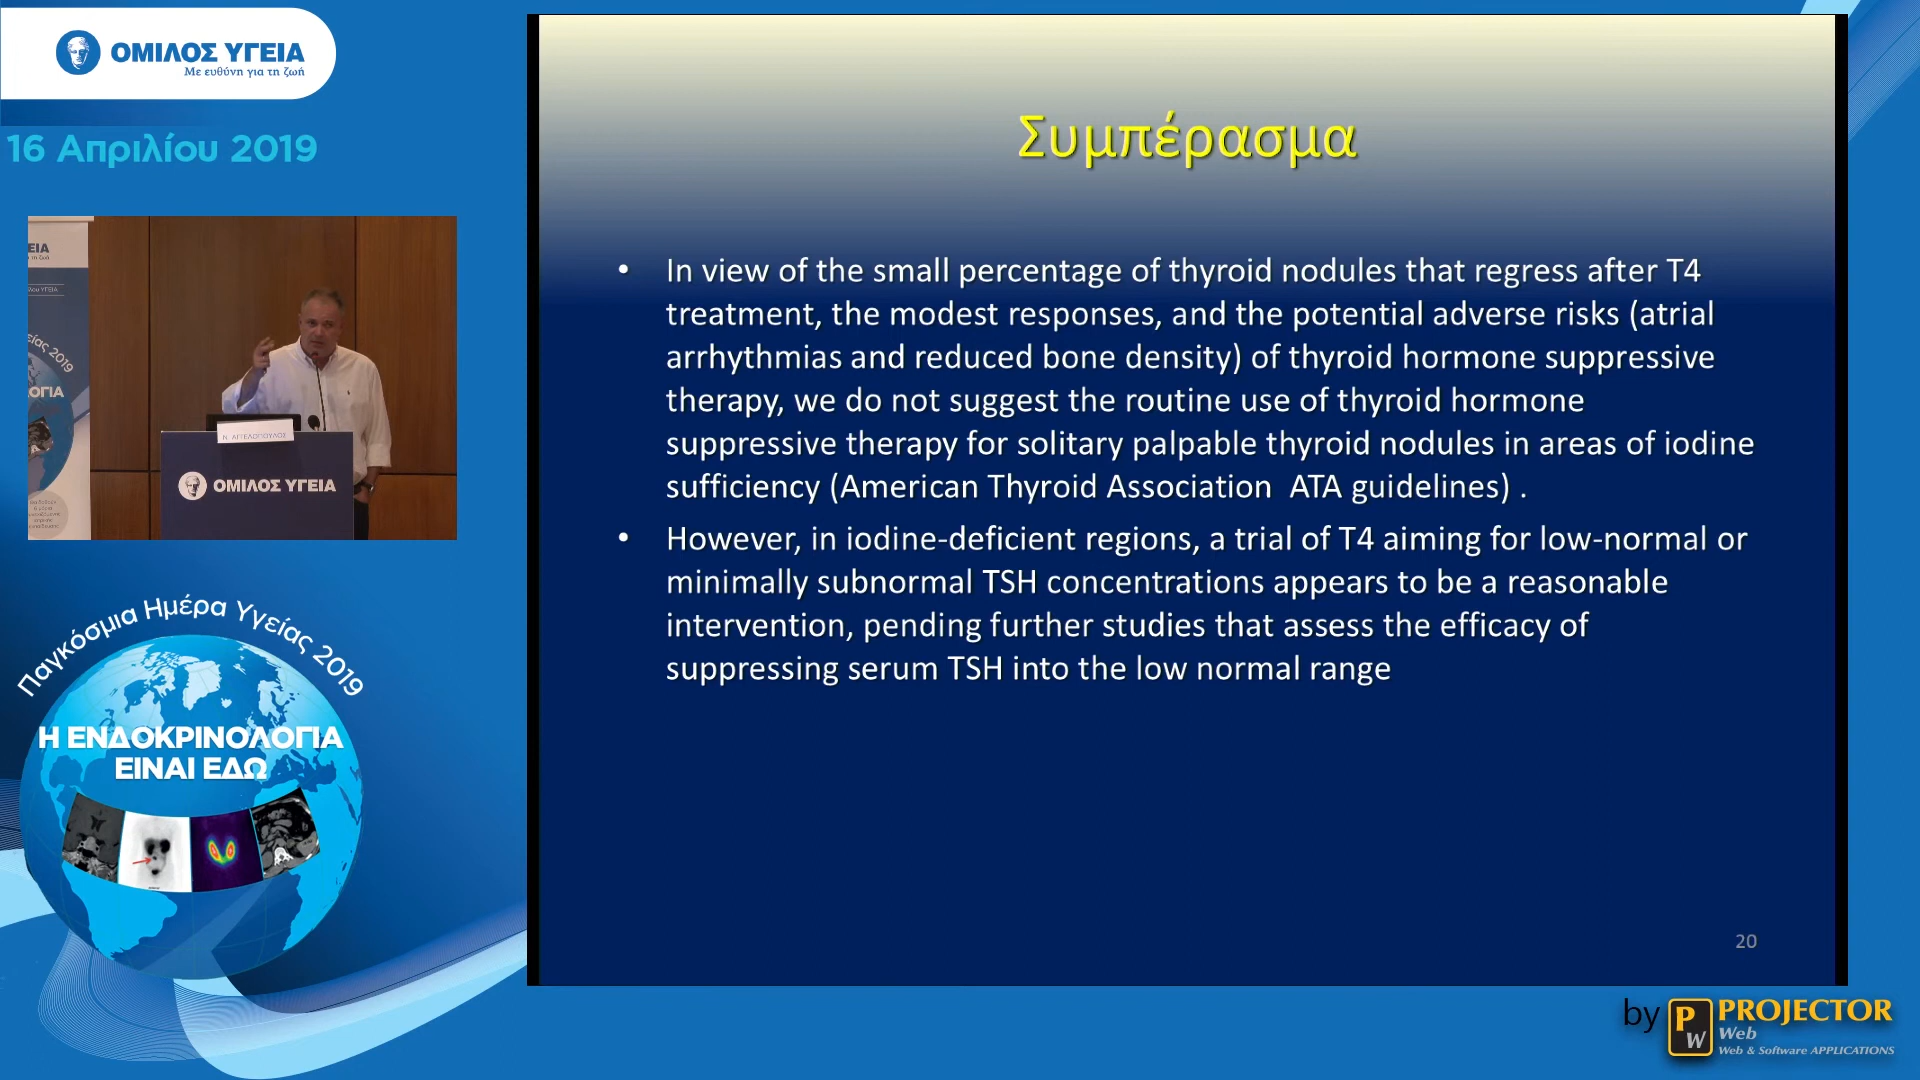 ΟΜΙΛΟΣ ΥΓΕΙΑ
Με ευθύνη για τη ζωή
16 Απριλίου 2019
ΕΙΑ
ΟΓΙΑ
Ν. ΑΓΓΕΛΟΠΟΥΛΟΣ
ΟΜΙΛΟΣ ΥΓΕΙΑ
Παγκόσμια Ημέρα Υγείας 2019
Η ΕΝΔΟΚΡΙΝΟΛΟΓΙΑ
ΕΙΝΑΙ ΕΔΩ
Συμπέρασμα
• In view of the small percentage of thyroid nodules that regress after T4
treatment, the modest responses, and the potential adverse risks (atrial
arrhythmias and reduced bone density) of thyroid hormone suppressive
therapy, we do not suggest the routine use of thyroid hormone
suppressive therapy for solitary palpable thyroid nodules in areas of iodine
sufficiency (American Thyroid Association  ATA guidelines) .
• However, in iodine-deficient regions, a trial of T4 aiming for low-normal or
minimally subnormal TSH concentrations appears to be a reasonable
intervention, pending further studies that assess the efficacy of
suppressing serum TSH into the low normal range
20
by PW PROJECTOR
Web
Web & Software APPLICATIONS